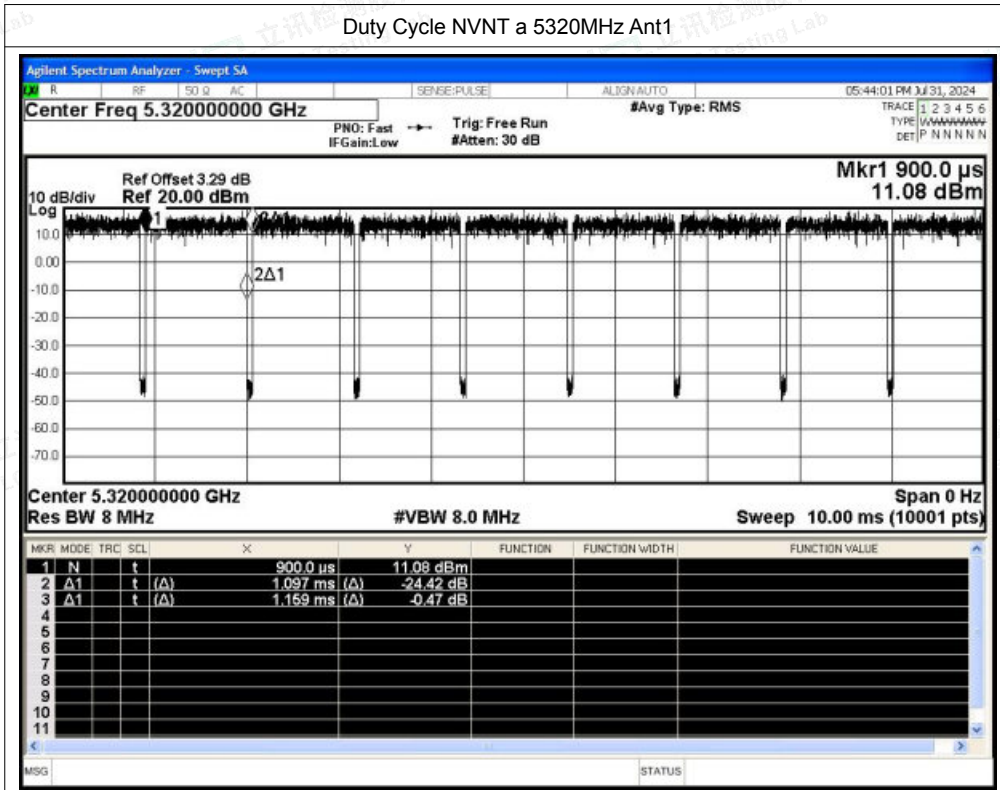 Duty Cycle NVNT a 5320MHz Ant1
Agilent Spectrum Analyzer - Swept SA
LXI R RF 50 Ω AC SENSE:PULSE ALIGN AUTO 05:44:01 PM Jul 31, 2024
Center Freq 5.320000000 GHz #Avg Type: RMS TRACE 1 2 3 4 5 6
PNO: Fast Trig: Free Run TYPE
IFGain:Low #Atten: 30 dB DET P N N N N N
Mkr1 900.0 µs
11.08 dBm
Ref Offset 3.29 dB
10 dB/div Ref 20.00 dBm
Log
1
10.0
0.00
2Δ1
-10.0
-20.0
-30.0
-40.0
-50.0
-60.0
-70.0
Center 5.320000000 GHz Span 0 Hz
Res BW 8 MHz #VBW 8.0 MHz Sweep 10.00 ms (10001 pts)
MKR MODE TRC SCL X Y FUNCTION FUNCTION WIDTH FUNCTION VALUE
1 N t 900.0 µs 11.08 dBm
2 Δ1 t (Δ) 1.097 ms (Δ) -24.42 dB
3 Δ1 t (Δ) 1.159 ms (Δ) -0.47 dB
4
5
6
7
8
9
10
11
MSG STATUS